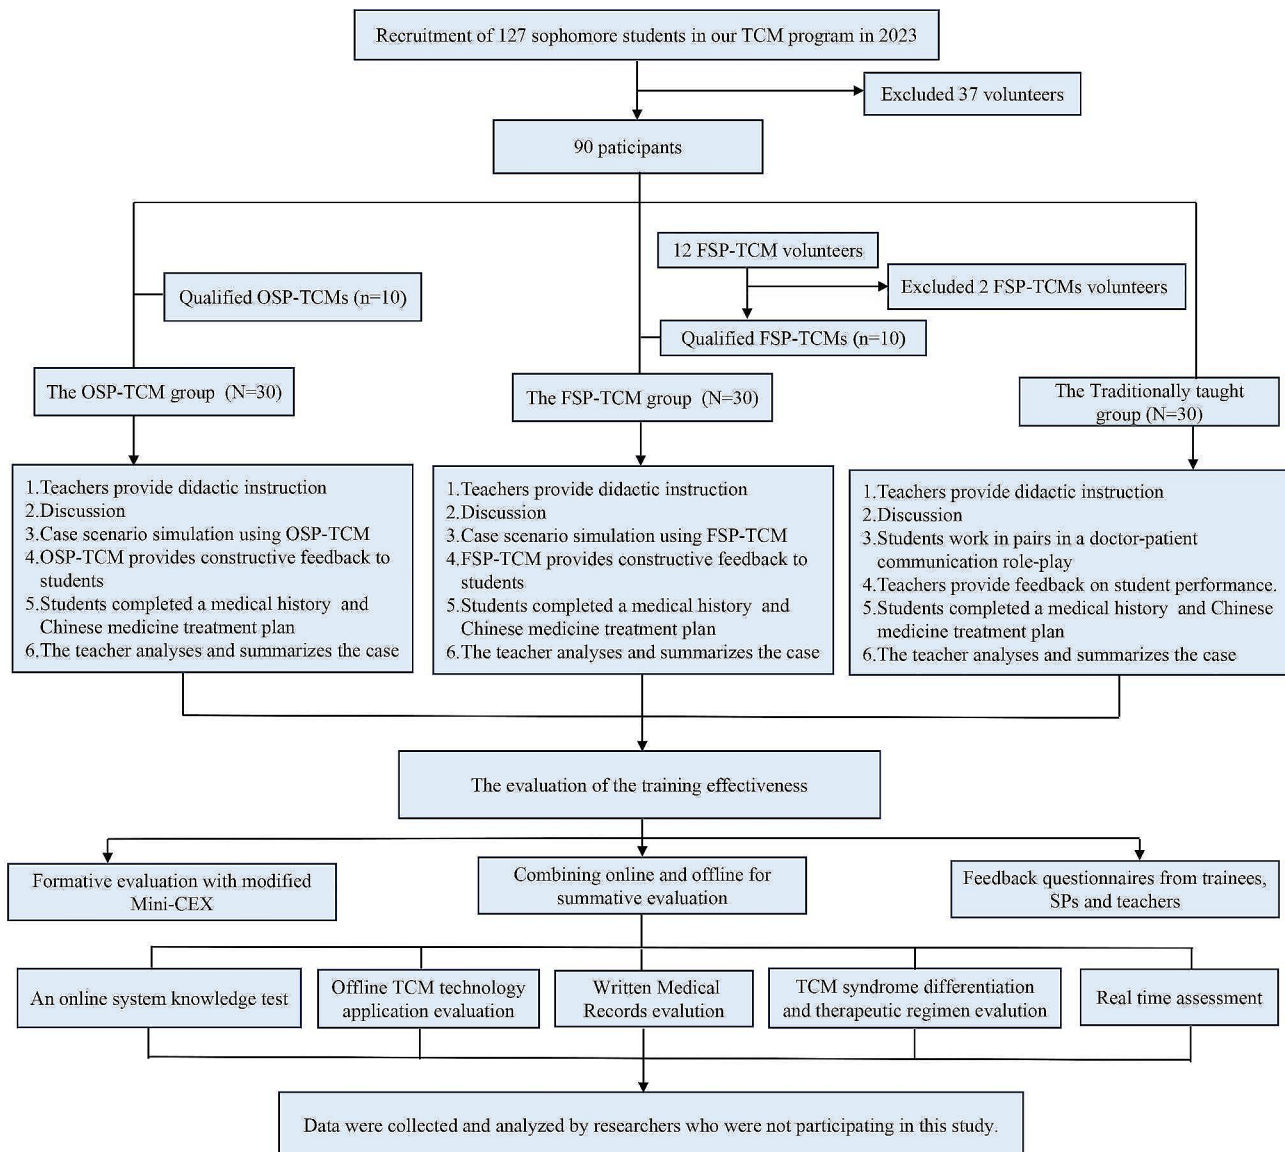 Recruitment of 127 sophomore students in our TCM program in 2023
Excluded 37 volunteers
90 paticipants
12 FSP-TCM volunteers
Excluded 2 FSP-TCMs volunteers
Qualified OSP-TCMs (n=10)
Qualified FSP-TCMs (n=10)
The OSP-TCM group (N=30)
The FSP-TCM group (N=30)
The Traditionally taught
group (N=30)
1.Teachers provide didactic instruction
2.Discussion
3.Case scenario simulation using OSP-TCM
4.OSP-TCM provides constructive feedback to
students
5.Students completed a medical history and
Chinese medicine treatment plan
6.The teacher analyses and summarizes the case
1.Teachers provide didactic instruction
2.Discussion
3.Case scenario simulation using FSP-TCM
4.FSP-TCM provides constructive feedback to
students
5.Students completed a medical history and
Chinese medicine treatment plan
6.The teacher analyses and summarizes the case
1.Teachers provide didactic instruction
2.Discussion
3.Students work in pairs in a doctor-patient
communication role-play
4.Teachers provide feedback on student performance.
5.Students completed a medical history and Chinese
medicine treatment plan
6.The teacher analyses and summarizes the case
The evaluation of the training effectiveness
Formative evaluation with modified
Mini-CEX
Combining online and offline for
summative evaluation
Feedback questionnaires from trainees,
SPs and teachers
An online system knowledge test
Offline TCM technology
application evaluation
Written Medical
Records evalution
TCM syndrome differentiation
and therapeutic regimen evalution
Real time assessment
Data were collected and analyzed by researchers who were not participating in this study.